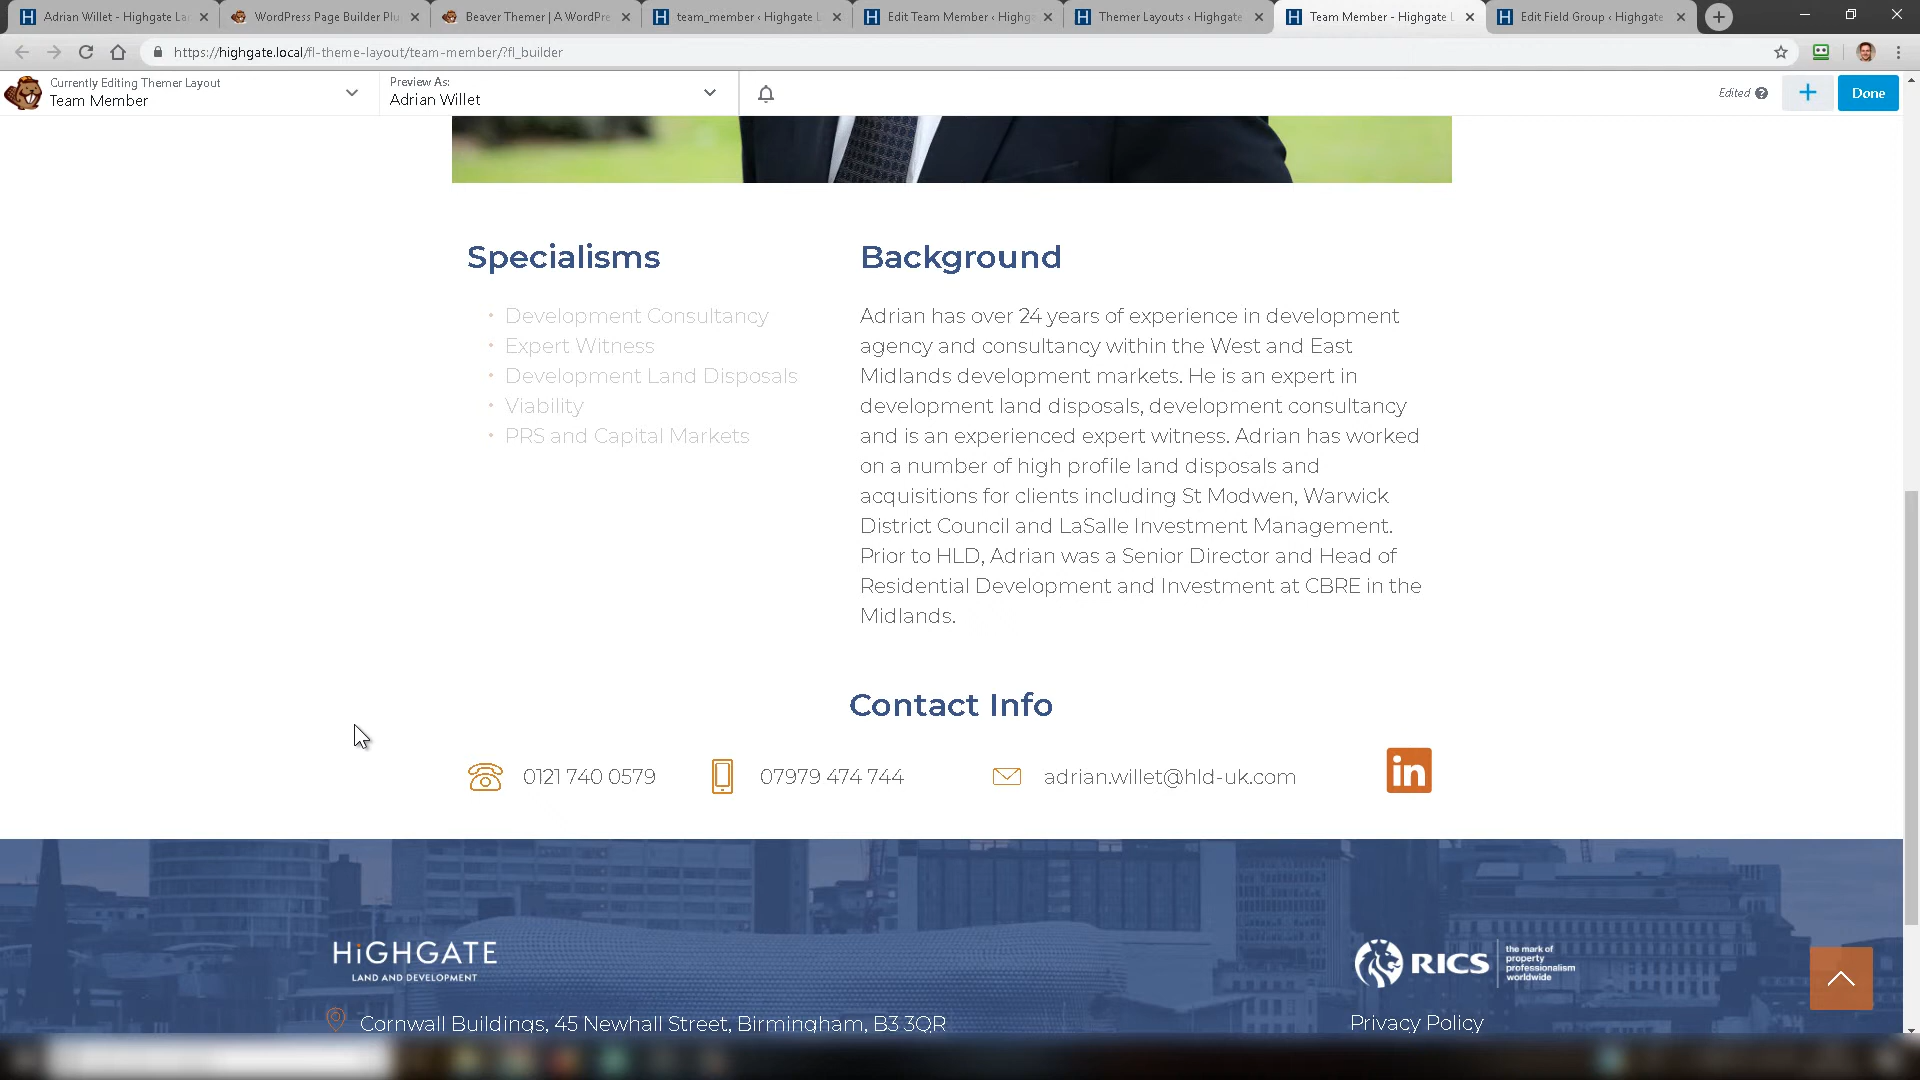 Adrian Willet - Highgate La
WordPress Page Builder Plu
Beaver Themer | A WordPre
team_member ‹ Highgate L
Edit Team Member ‹ Highga
Themer Layouts ‹ Highgate
Team Member - Highgate L
Edit Field Group ‹ Highgate
https://highgate.local/fl-theme-layout/team-member/?fl_builder
Currently Editing Themer Layout
Team Member
Preview As:
Adrian Willet
Edited
Done
Specialisms
Development Consultancy
Expert Witness
Development Land Disposals
Viability
PRS and Capital Markets
Background
Adrian has over 24 years of experience in development
agency and consultancy within the West and East
Midlands development markets. He is an expert in
development land disposals, development consultancy
and is an experienced expert witness. Adrian has worked
on a number of high profile land disposals and
acquisitions for clients including St Modwen, Warwick
District Council and LaSalle Investment Management.
Prior to HLD, Adrian was a Senior Director and Head of
Residential Development and Investment at CBRE in the
Midlands.
Contact Info
0121 740 0579
07979 474 744
adrian.willet@hld-uk.com
in
HiGHGATE
LAND AND DEVELOPMENT
Cornwall Buildings, 45 Newhall Street, Birmingham, B3 3QR
RICS
the mark of
property
professionalism
worldwide
Privacy Policy